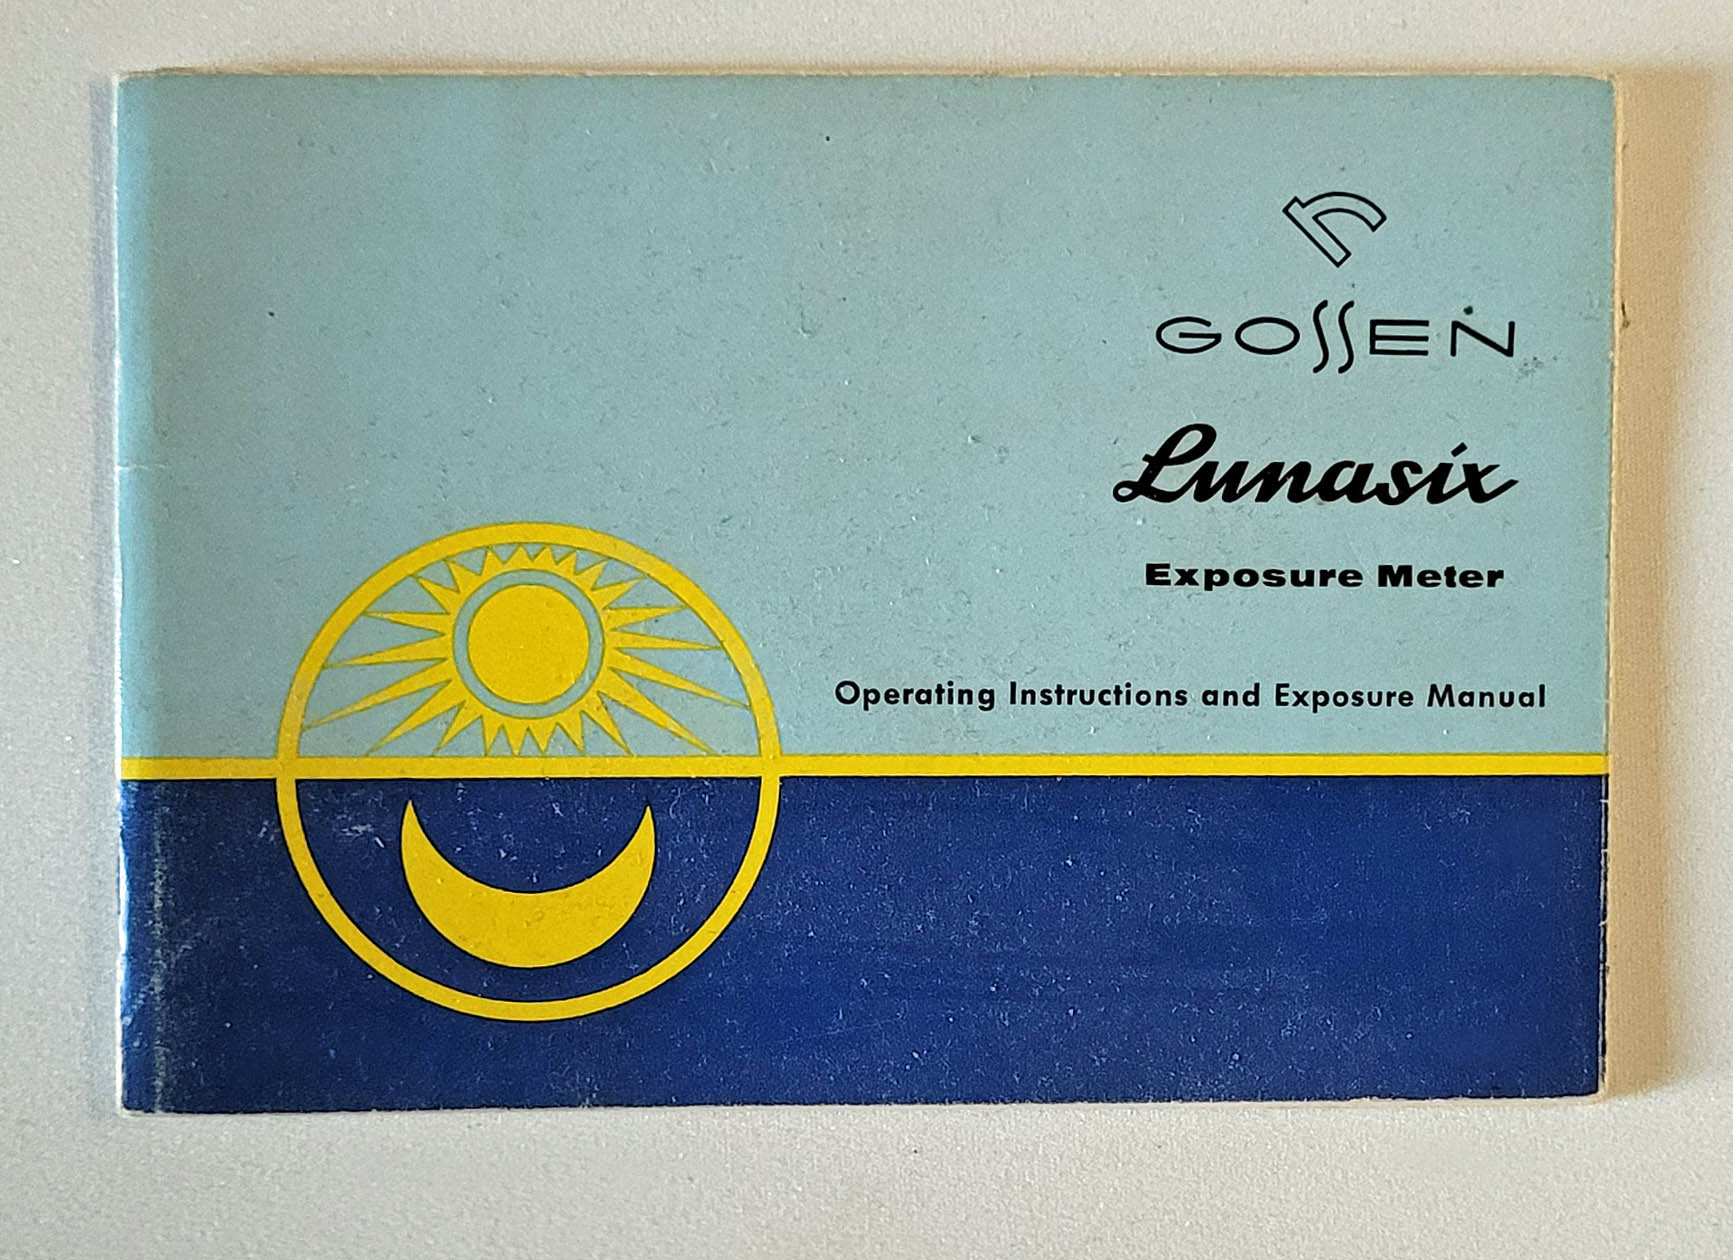 GOSSEN
Lunasix
Exposure Meter
Operating Instructions and Exposure Manual